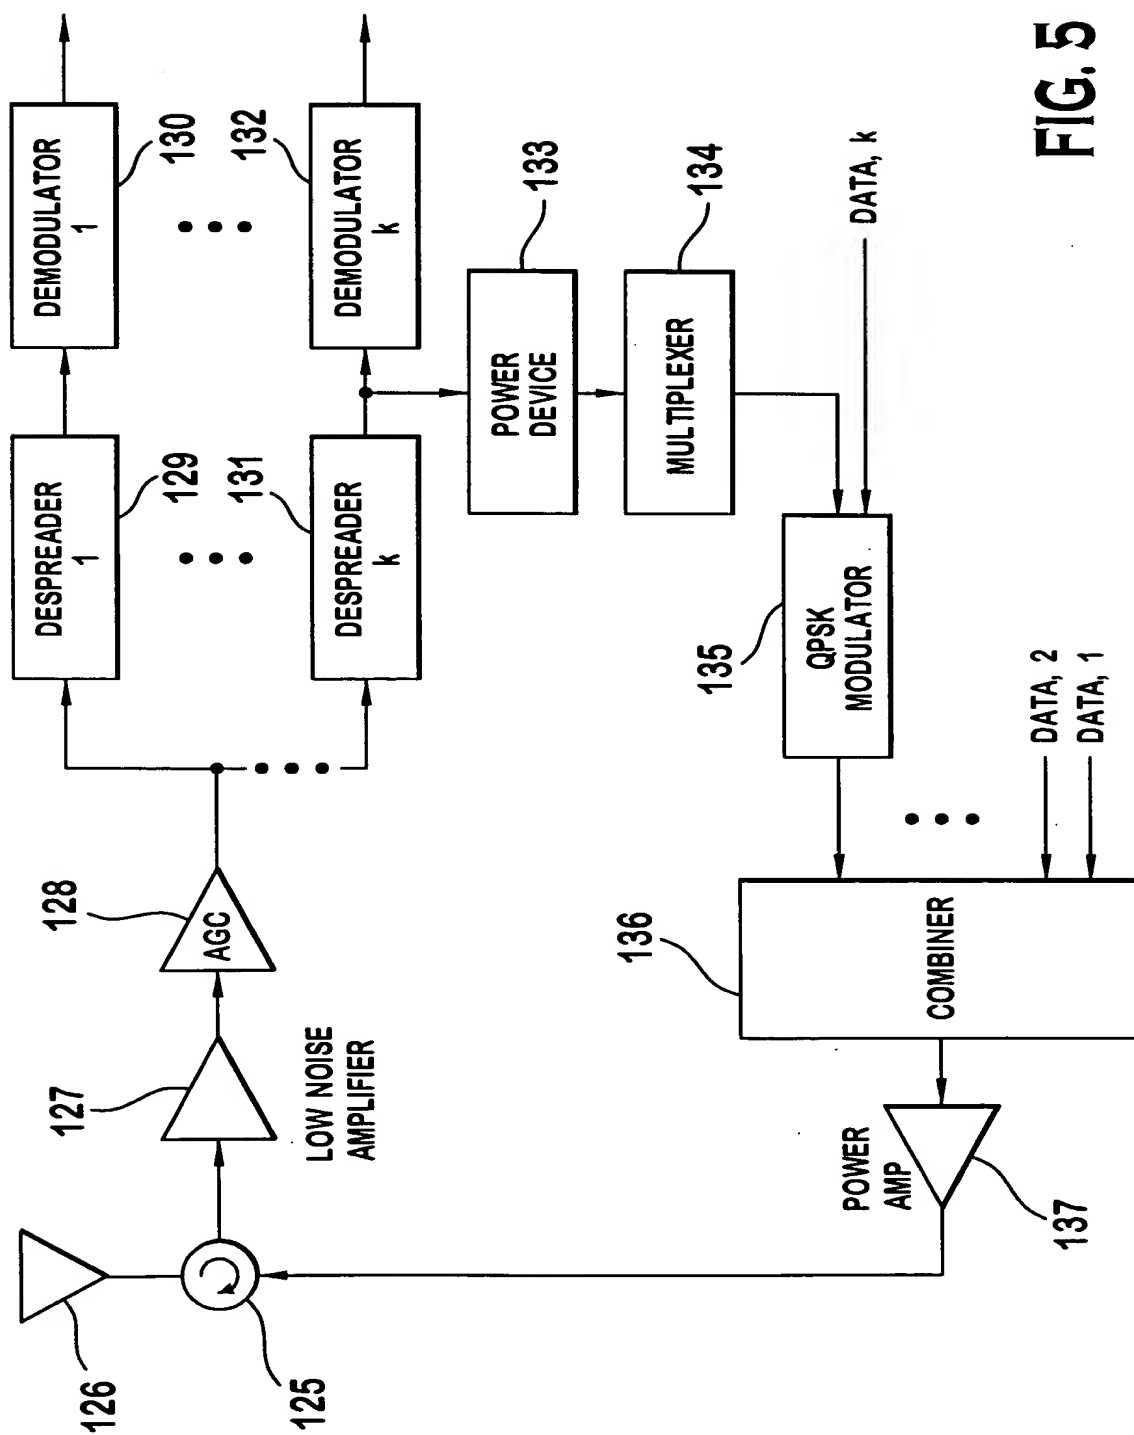 126
125
127
LOW NOISE
AMPLIFIER
128
AGC
DESPREADER
1
129
DEMODULATOR
1
130
DESPREADER
k
131
DEMODULATOR
k
132
POWER
DEVICE
133
MULTIPLEXER
134
DATA, k
QPSK
MODULATOR
135
DATA, 2
DATA, 1
COMBINER
136
POWER
AMP
137
FIG. 5